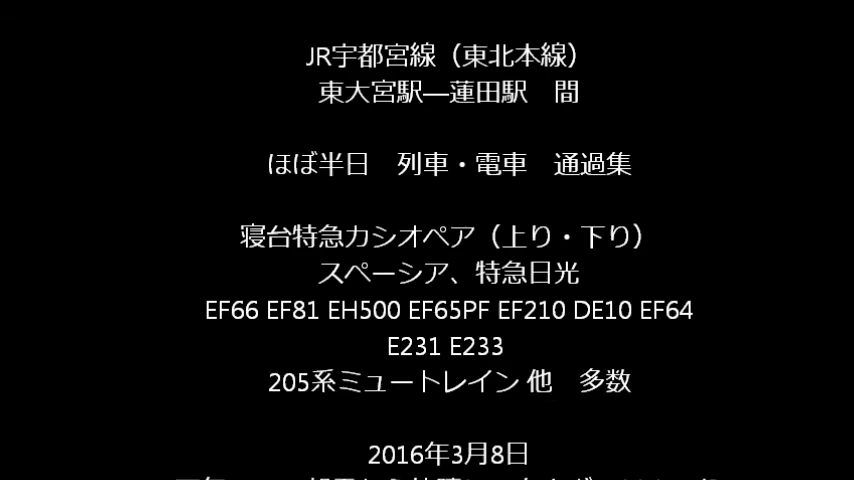 JR宇都宮線（東北本線）
東大宮駅―蓮田駅　間
ほぼ半日　列車・電車　通過集
寝台特急カシオペア（上り・下り）
スペーシア、特急日光
EF66 EF81 EH500 EF65PF EF210 DE10 EF64
E231 E233
205系ミュートレイン 他　多数
2016年3月8日